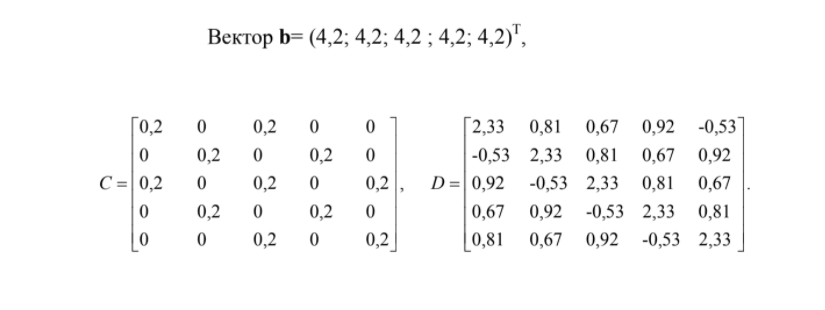 Вектор b= (4,2; 4,2; 4,2 ; 4,2; 4,2)ᵀ,
0,2 0 0,2 0 0 2,33 0,81 0,67 0,92 -0,53
0 0,2 0 0,2 0 -0,53 2,33 0,81 0,67 0,92
C = 0,2 0 0,2 0 0,2 , D = 0,92 -0,53 2,33 0,81 0,67 .
0 0,2 0 0,2 0 0,67 0,92 -0,53 2,33 0,81
0 0 0,2 0 0,2 0,81 0,67 0,92 -0,53 2,33